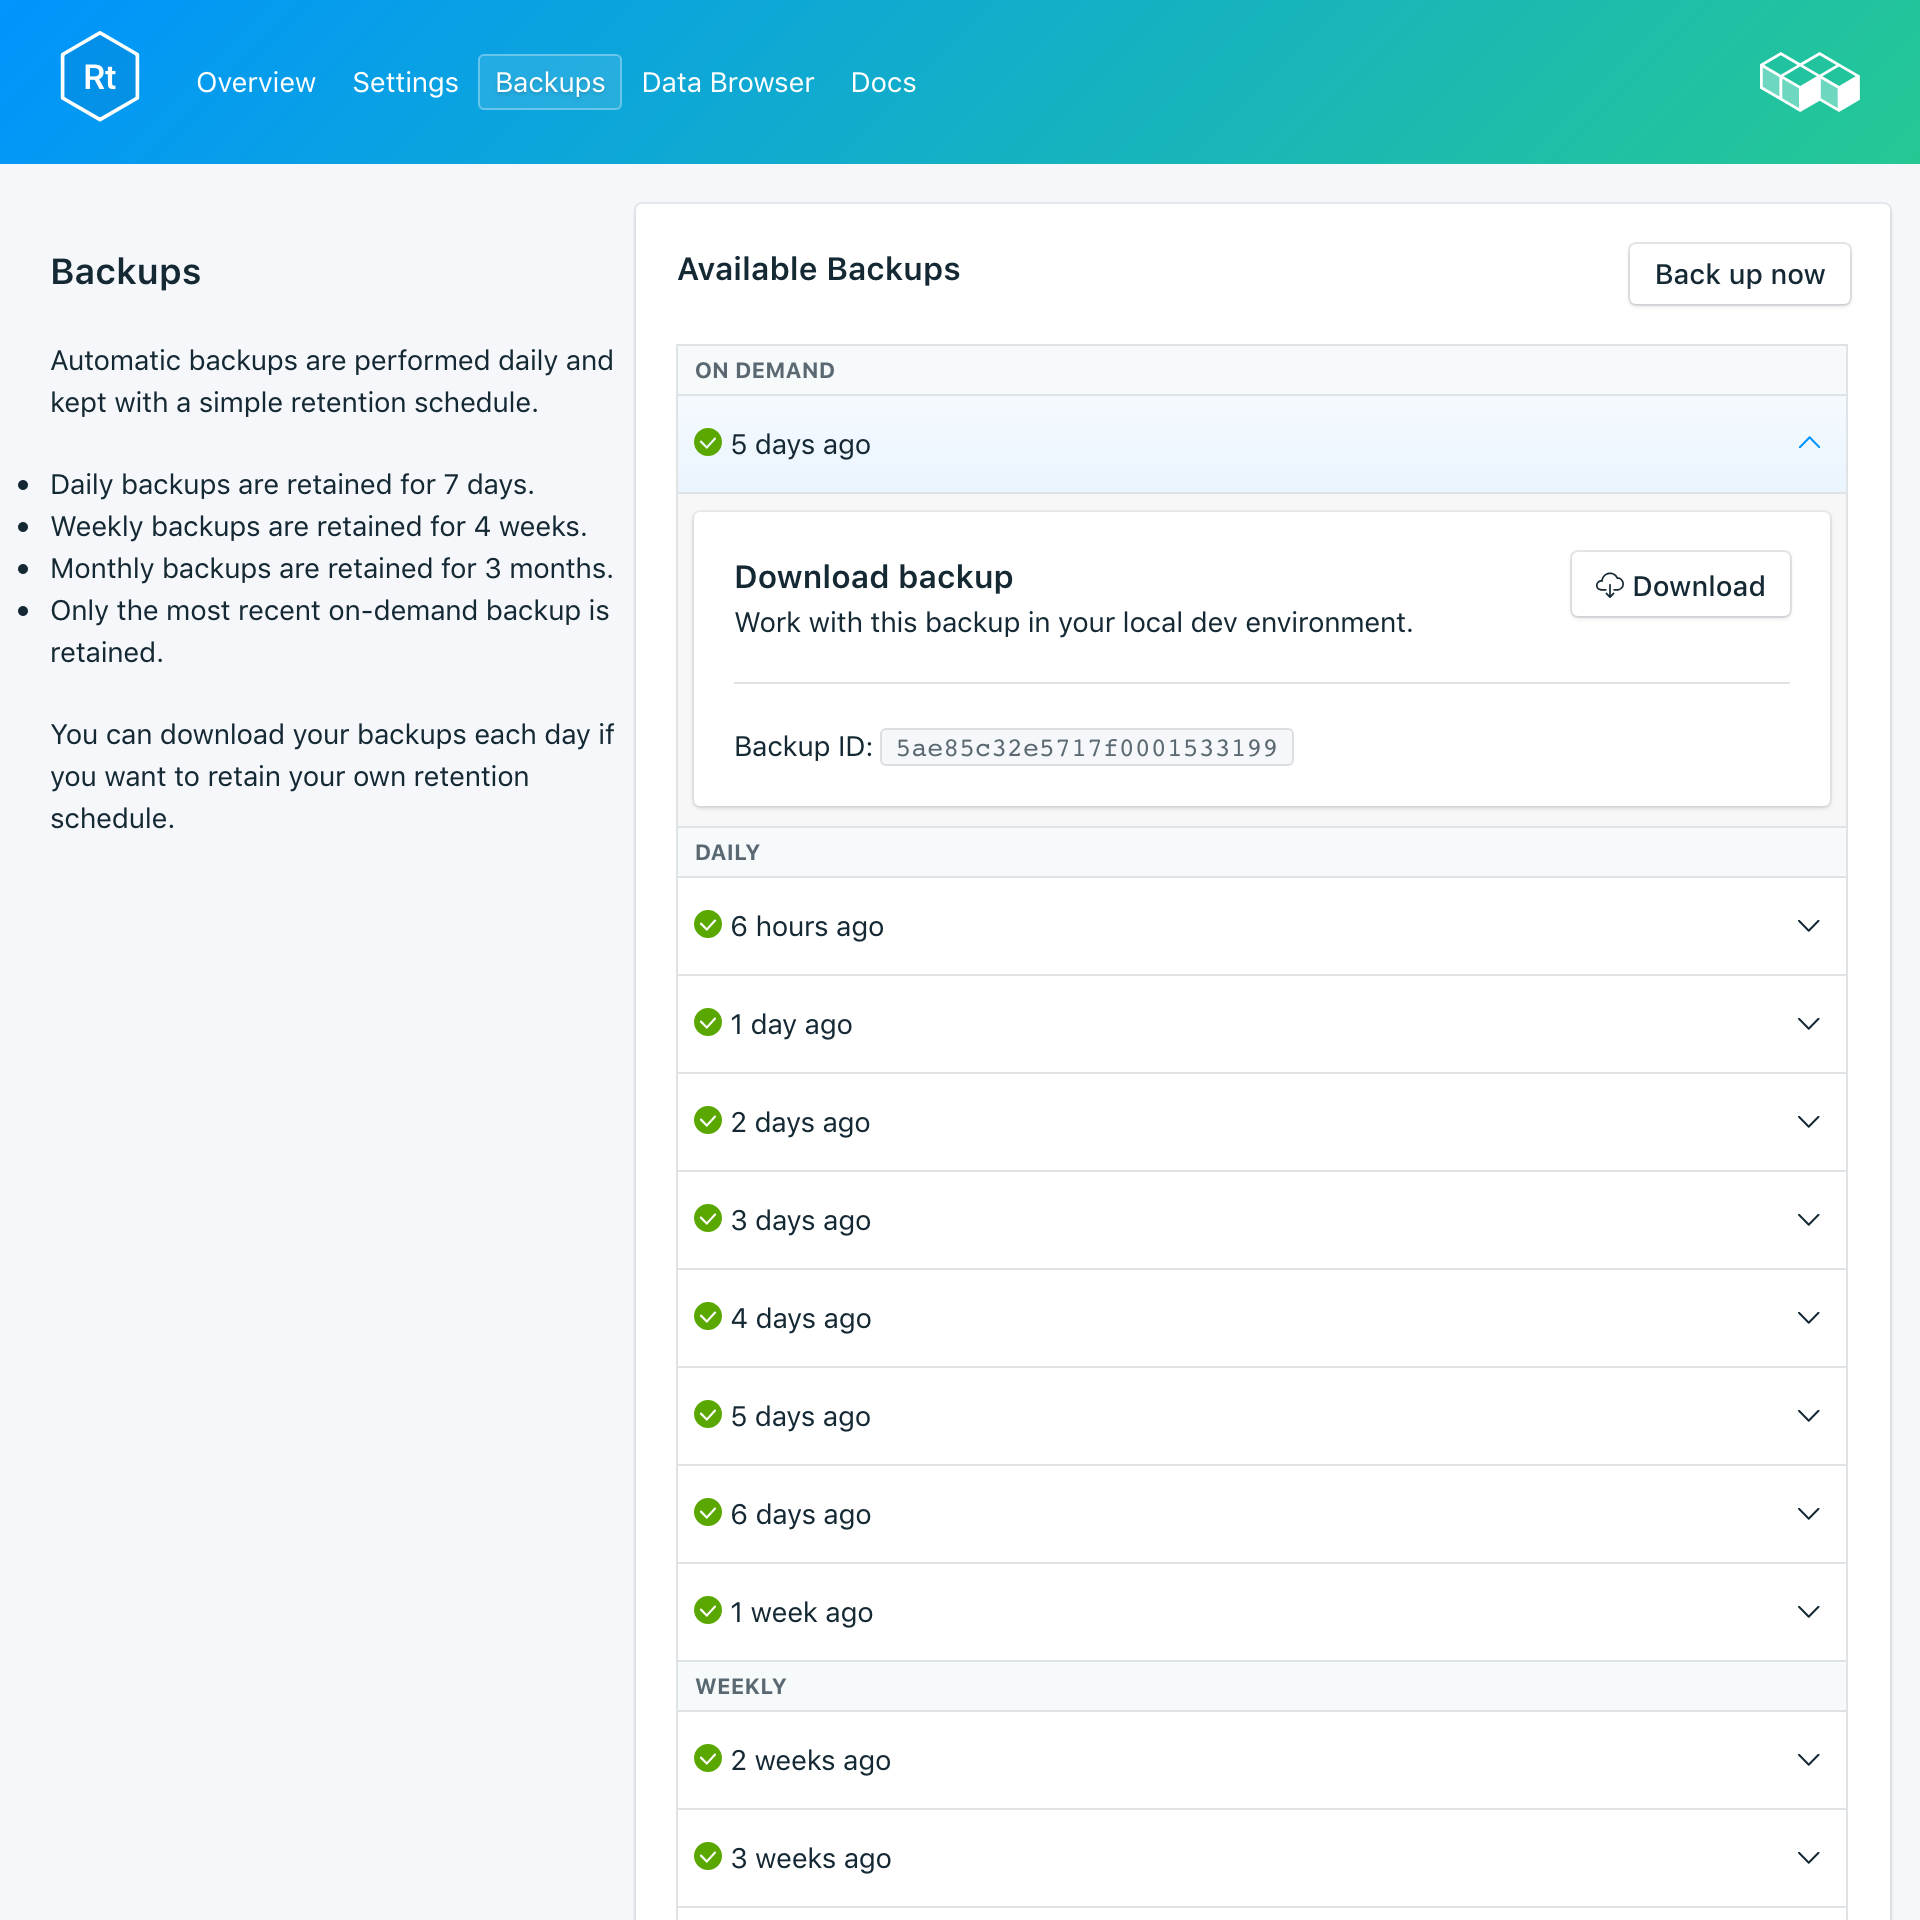 Rt
Overview Settings Backups Data Browser Docs
Backups
Automatic backups are performed daily and
kept with a simple retention schedule.
Daily backups are retained for 7 days.
Weekly backups are retained for 4 weeks.
Monthly backups are retained for 3 months.
Only the most recent on-demand backup is
retained.
You can download your backups each day if
you want to retain your own retention
schedule.
Available Backups
Back up now
ON DEMAND
5 days ago
Download backup
Work with this backup in your local dev environment.
Download
Backup ID: 5ae85c32e5717f0001533199
DAILY
6 hours ago
1 day ago
2 days ago
3 days ago
4 days ago
5 days ago
6 days ago
1 week ago
WEEKLY
2 weeks ago
3 weeks ago